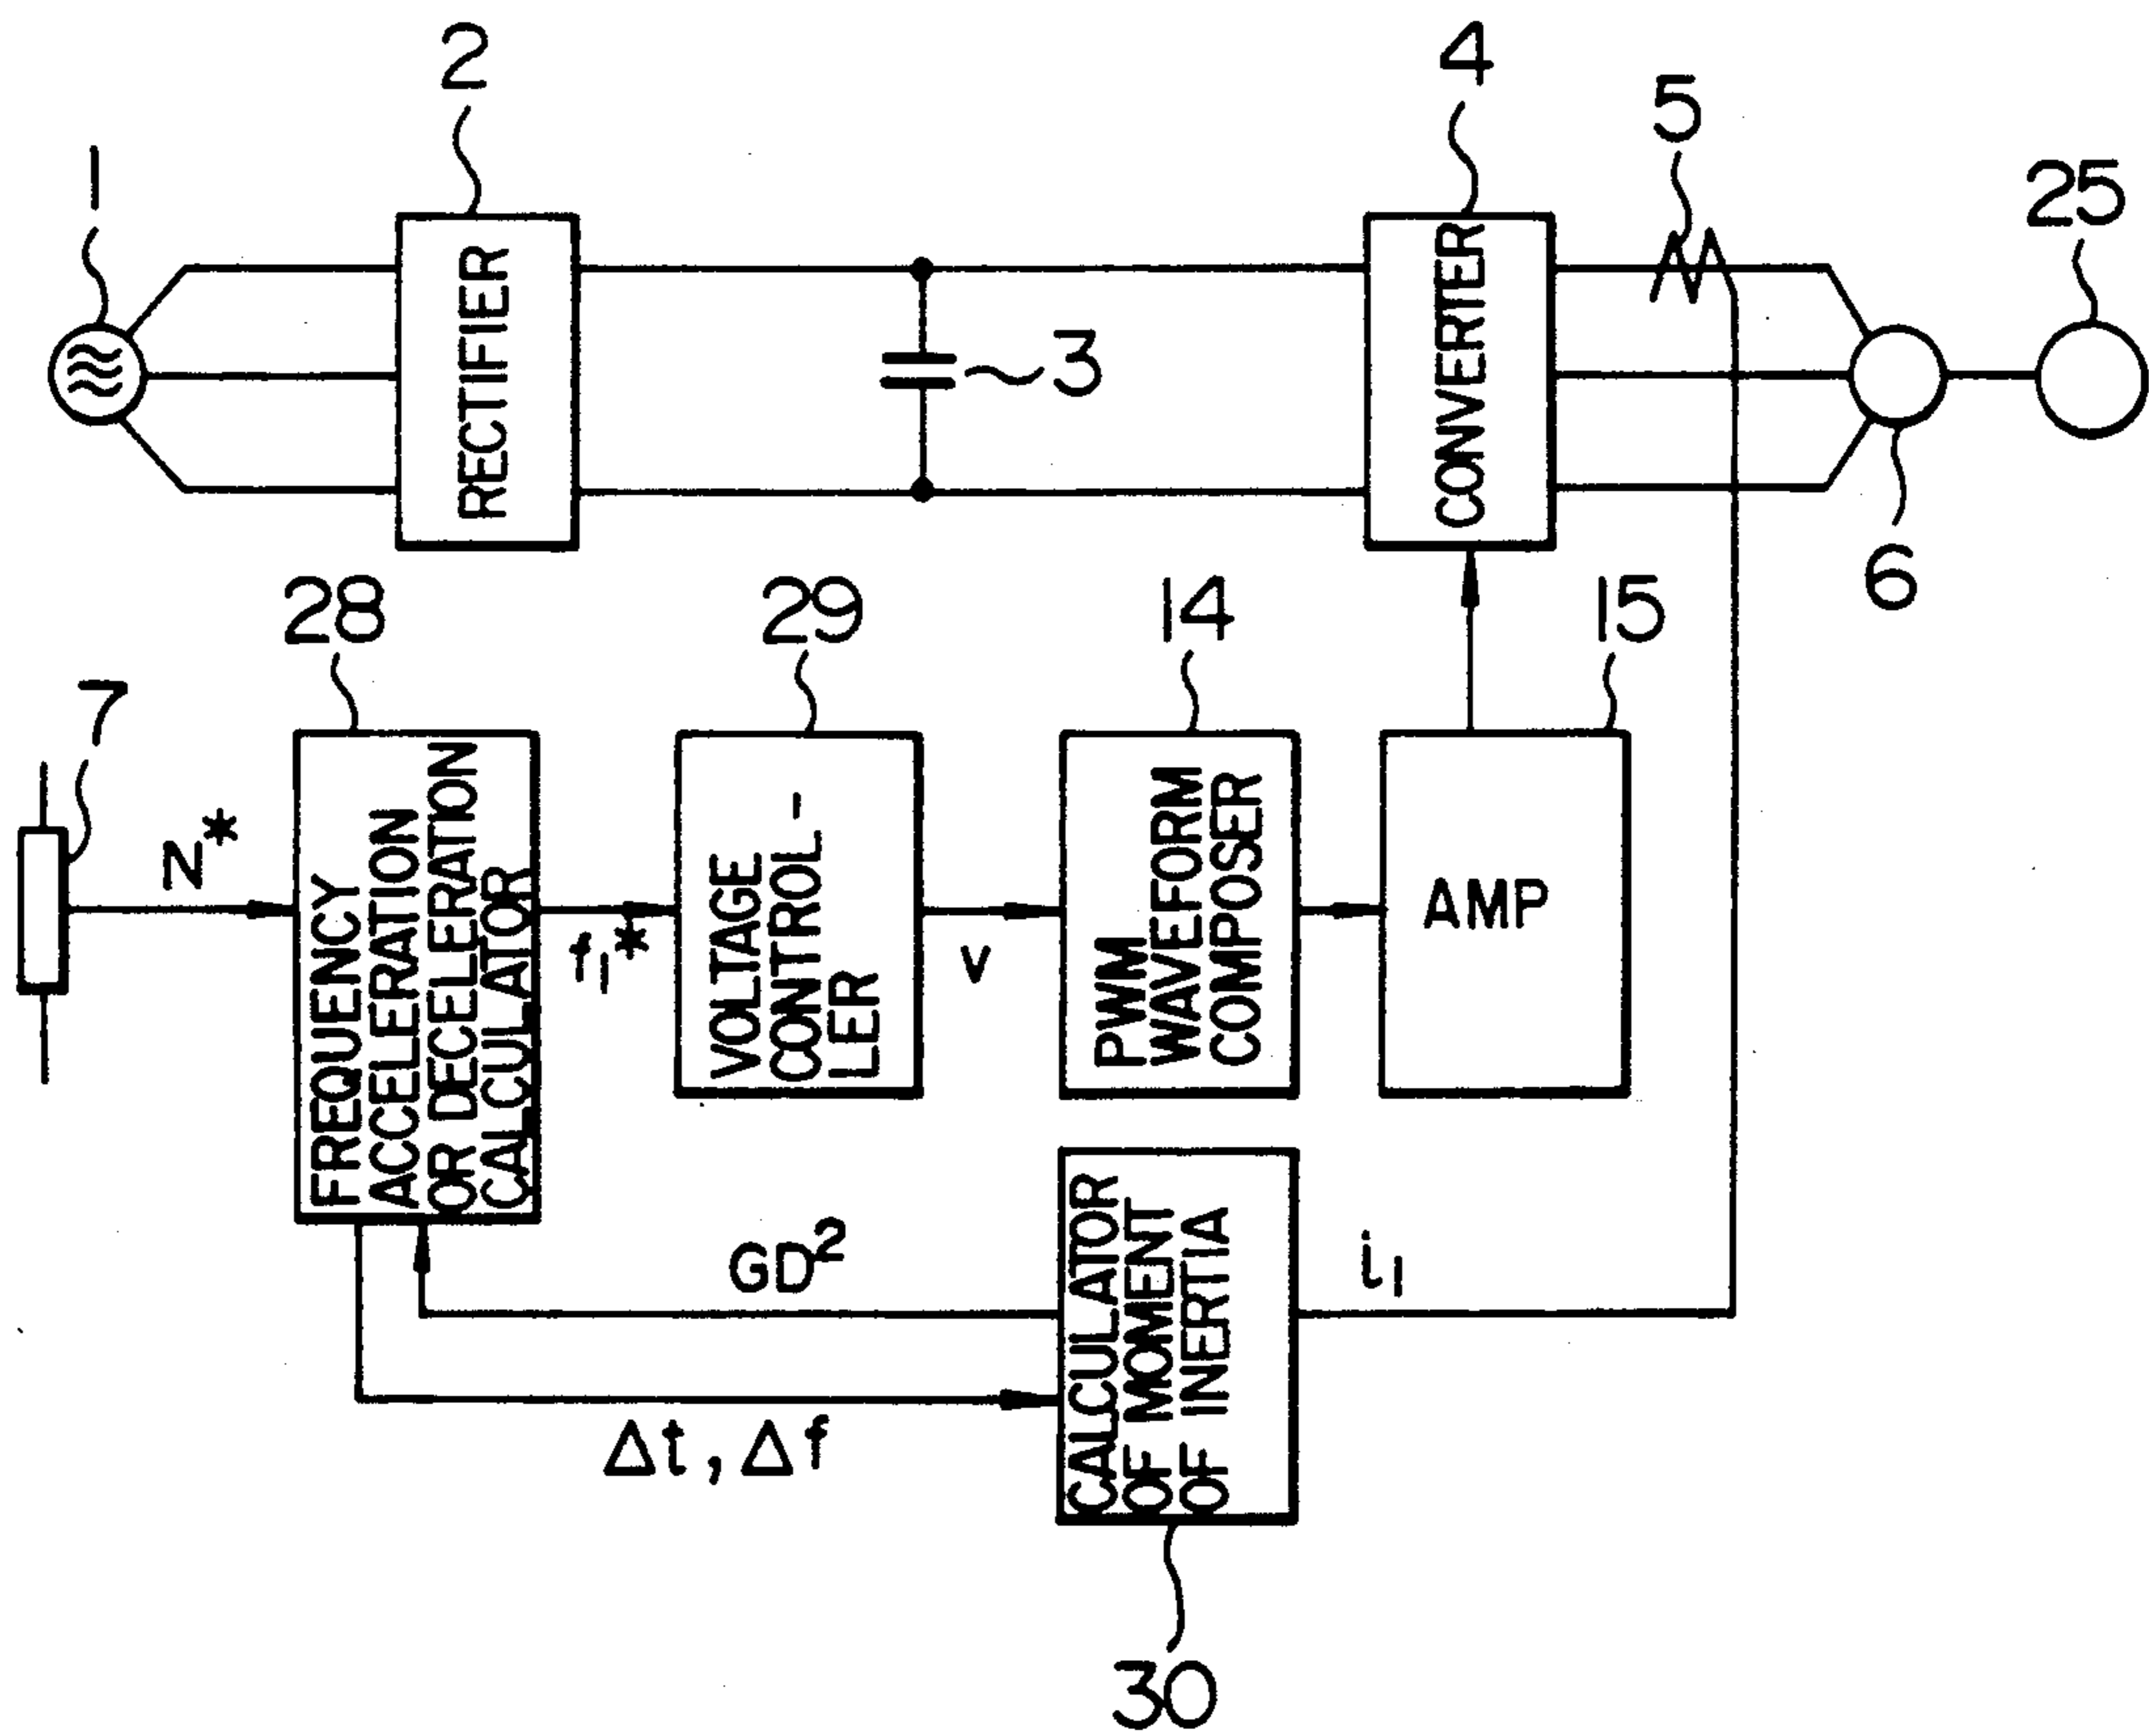 2
4
5
1
25
RECTIFIER
3
CONVERTER
6
28
29
14
15
7
N*
FREQUENCY
ACCELERATION
OR DECELERATION
CALCULATOR
f1*
VOLTAGE
CONTROL-
LER
v
PWM
WAVEFORM
COMPOSER
AMP
GD²
CALCULATOR
OF MOMENT
OF INERTIA
i1
Δt, Δf
30